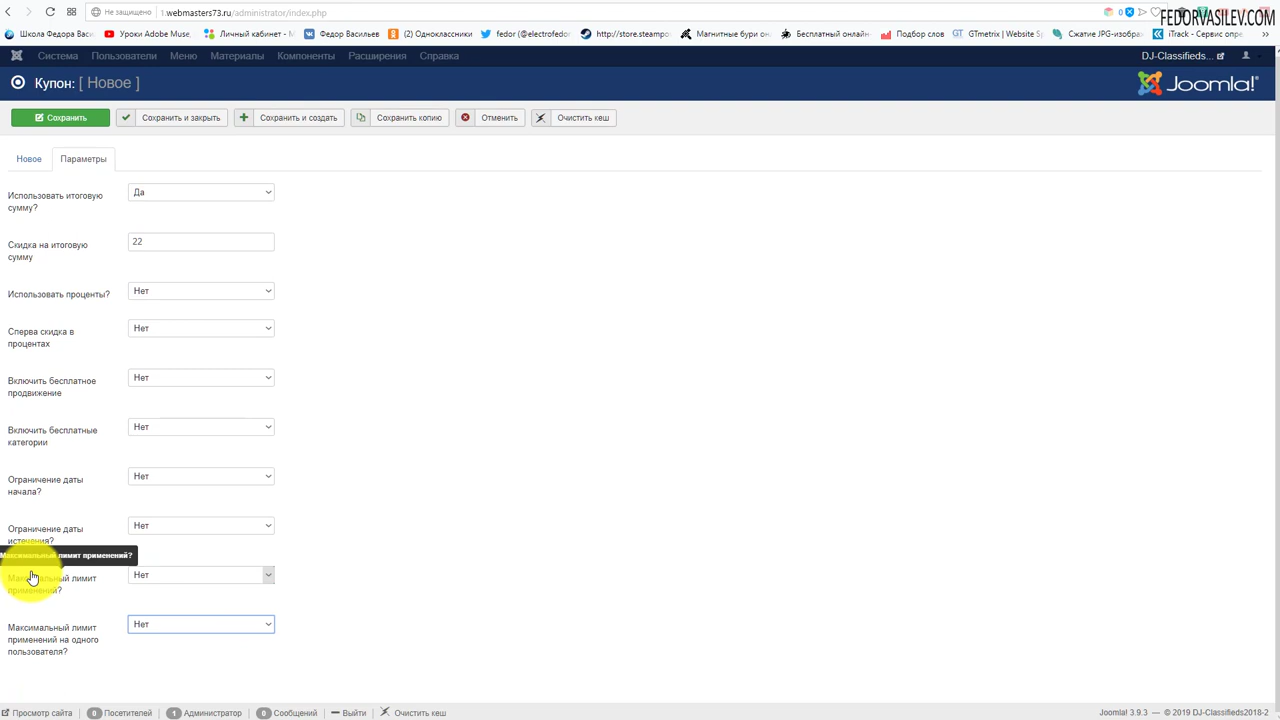 FEDORVASILEV.COM
Не защищено
1.webmasters73.ru/administrator/index.php
0
Школа Федора Васи.
Уроки Adobe Muse,
Личный кабинет - М
Федор Васильев
(2) Одноклассники
fedor (@electrofedor
http://store.steampo
Магнитные бури он
Бесплатный онлайн
Подбор слов
GTmetrix | Website S
Сжатие JPG-изобра
iTrack - Сервис опре.
Система
Пользователи
Меню
Материалы
Компоненты
Расширения
Справка
DJ-Classifieds...
Купон: [ Новое ]
Joomla!
Сохранить
Сохранить и закрыть
Сохранить и создать
Сохранить копию
Отменить
Очистить кеш
Новое
Параметры
Использовать итоговую
сумму?
Да
Скидка на итоговую
сумму
22
Использовать проценты?
Нет
Сперва скидка в
процентах
Нет
Включить бесплатное
продвижение
Нет
Включить бесплатные
категории
Нет
Ограничение даты
начала?
Нет
Ограничение даты
истечения?
Нет
Максимальный лимит применений?
Максимальный лимит
применений?
Нет
Максимальный лимит
применений на одного
пользователя?
Нет
Просмотр сайта
0 Посетителей
1 Администратор
0 Сообщений
Выйти
Очистить кеш
Joomla! 3.9.3 — © 2019 DJ-Classifieds2018-2